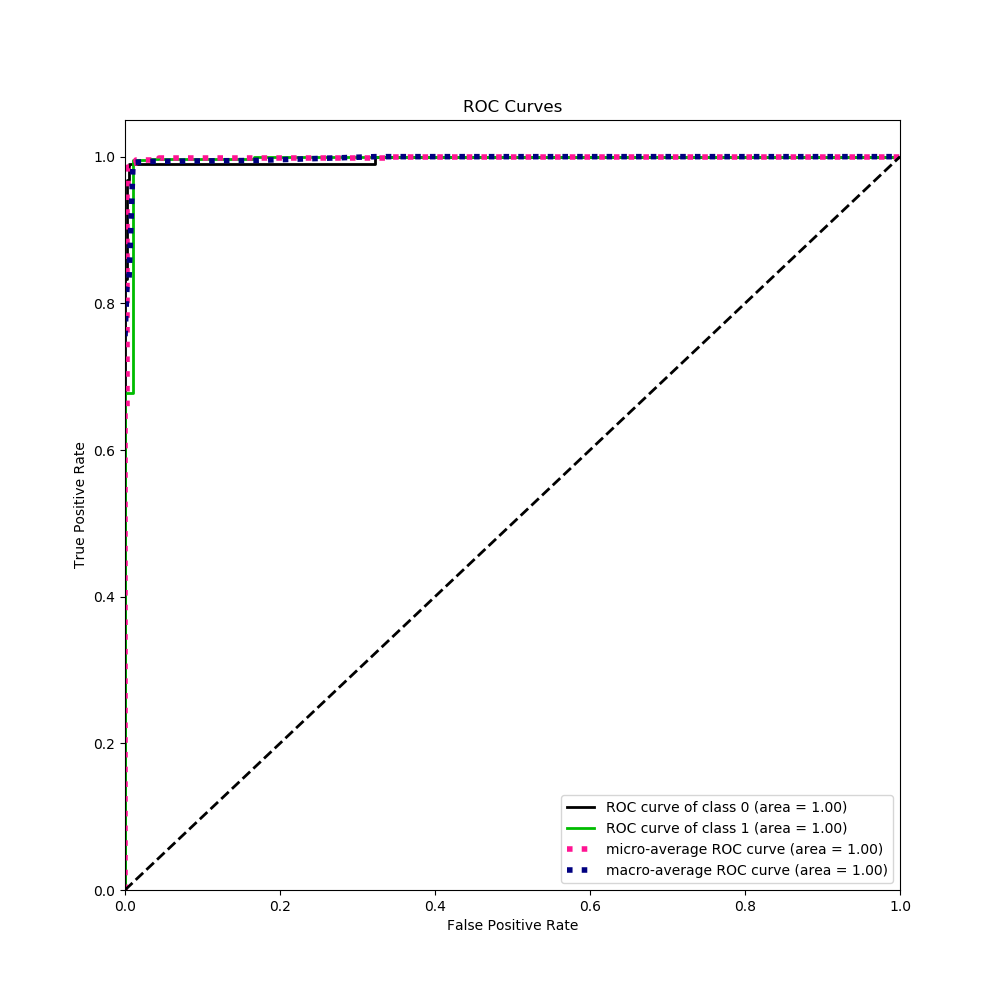 ROC Curves
1.0
0.8
0.6
0.4
0.2
0.0
True Positive Rate
0.0 0.2 0.4 0.6 0.8 1.0
False Positive Rate
ROC curve of class 0 (area = 1.00)
ROC curve of class 1 (area = 1.00)
micro-average ROC curve (area = 1.00)
macro-average ROC curve (area = 1.00)